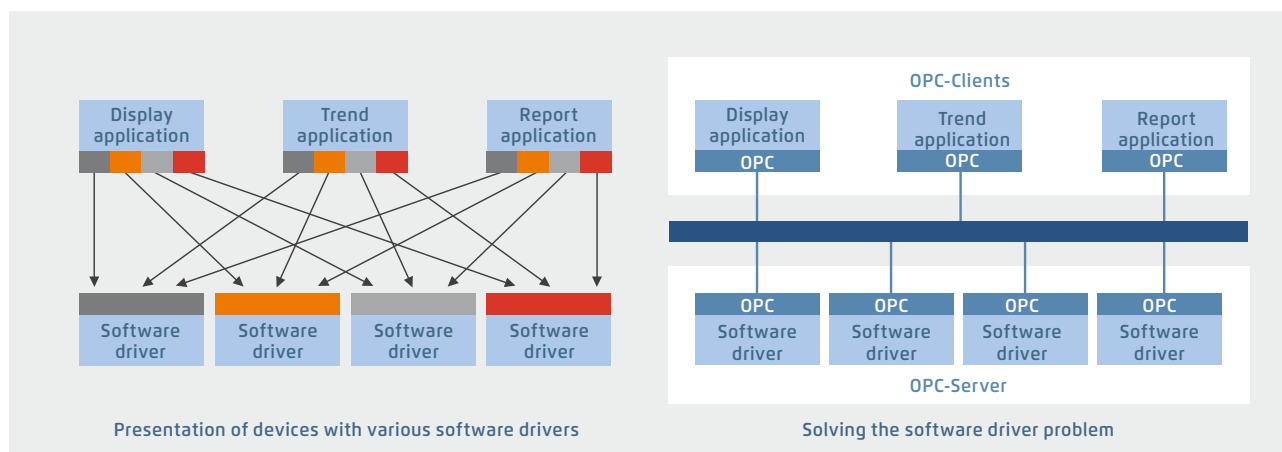 Display
application
Trend
application
Report
application
Software
driver
Software
driver
Software
driver
Software
driver
Presentation of devices with various software drivers
OPC-Clients
Display
application
OPC
Trend
application
OPC
Report
application
OPC
OPC
Software
driver
OPC
Software
driver
OPC
Software
driver
OPC
Software
driver
OPC-Server
Solving the software driver problem